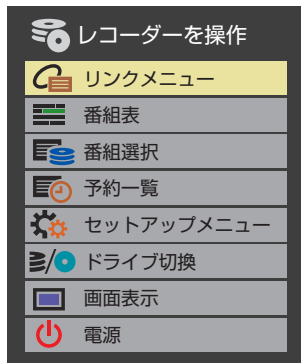 レコーダーを操作
リンクメニュー
番組表
番組選択
予約一覧
セットアップメニュー
ドライブ切換
画面表示
電源